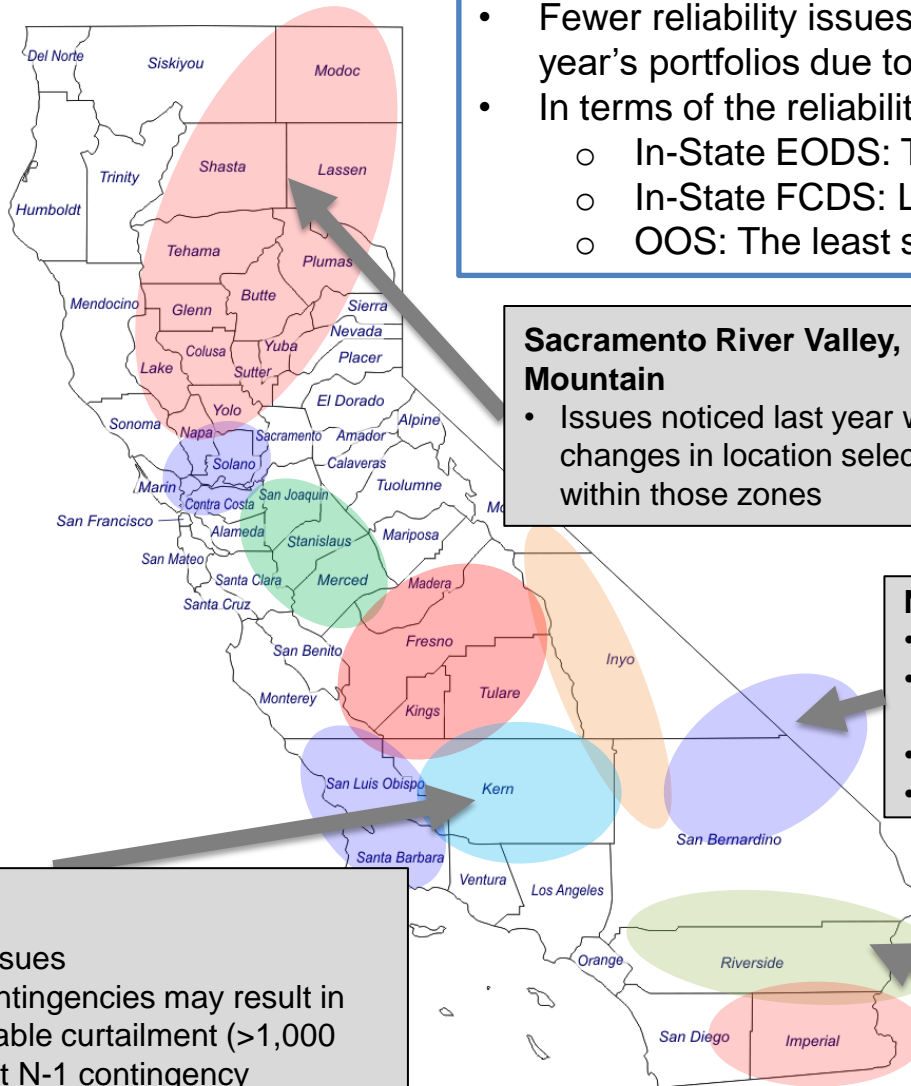 • Fewer reliability issues
year’s portfolios due to
• In terms of the reliabilit
o In-State EODS: T
o In-State FCDS: L
o OOS: The least s
Del Norte
Siskiyou
Modoc
Shasta
Lassen
Trinity
Humboldt
Tehama
Plumas
Mendocino
Glenn
Butte
Sierra
Nevada
Colusa
Yuba
Placer
Lake
Sutter
Sacramento River Valley,
Mountain
• Issues noticed last year w
changes in location selec
within those zones
El Dorado
Yolo
Alpine
Sonoma
Napa
Sacramento
Amador
Solano
Calaveras
Marin
Contra Costa
San Joaquin
Tuolumne
Mo
San Francisco
Alameda
Stanislaus
Mariposa
San Mateo
Santa Clara
Merced
Madera
Santa Cruz
N
•
•
•
•
Fresno
San Benito
Inyo
Monterey
Kings
Tulare
San Luis Obispo
Kern
San Bernardino
Santa Barbara
Ventura
Los Angeles
sues
ntingencies may result in
able curtailment (>1,000
t N-1 contingency
Orange
Riverside
San Diego
Imperial